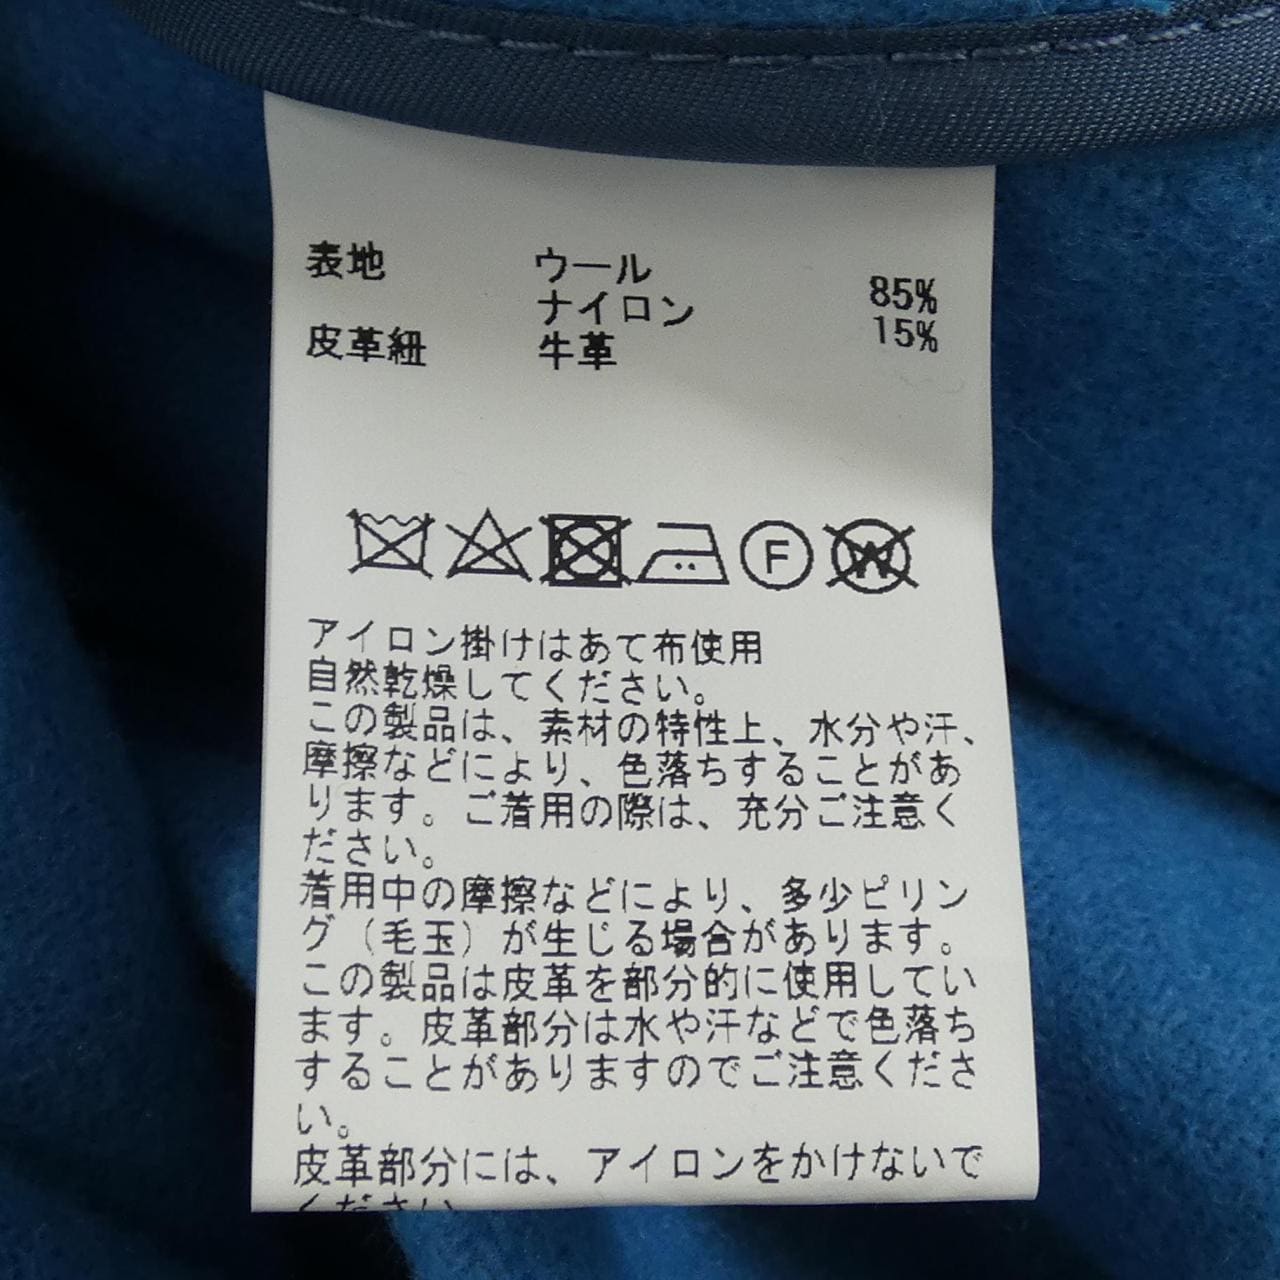 表地 ウール 85%
ナイロン 15%
皮革紐 牛革
F
W
アイロン掛けはあて布使用
自然乾燥してください。
この製品は、素材の特性上、水分や汗、
摩擦などにより、色落ちすることがあ
ります。ご着用の際は、充分ご注意く
ださい。
着用中の摩擦などにより、多少ピリン
グ(毛玉)が生じる場合があります。
この製品は皮革を部分的に使用してい
ます。皮革部分は水や汗などで色落ち
することがありますのでご注意くださ
い。
皮革部分には、アイロンをかけないで
ください